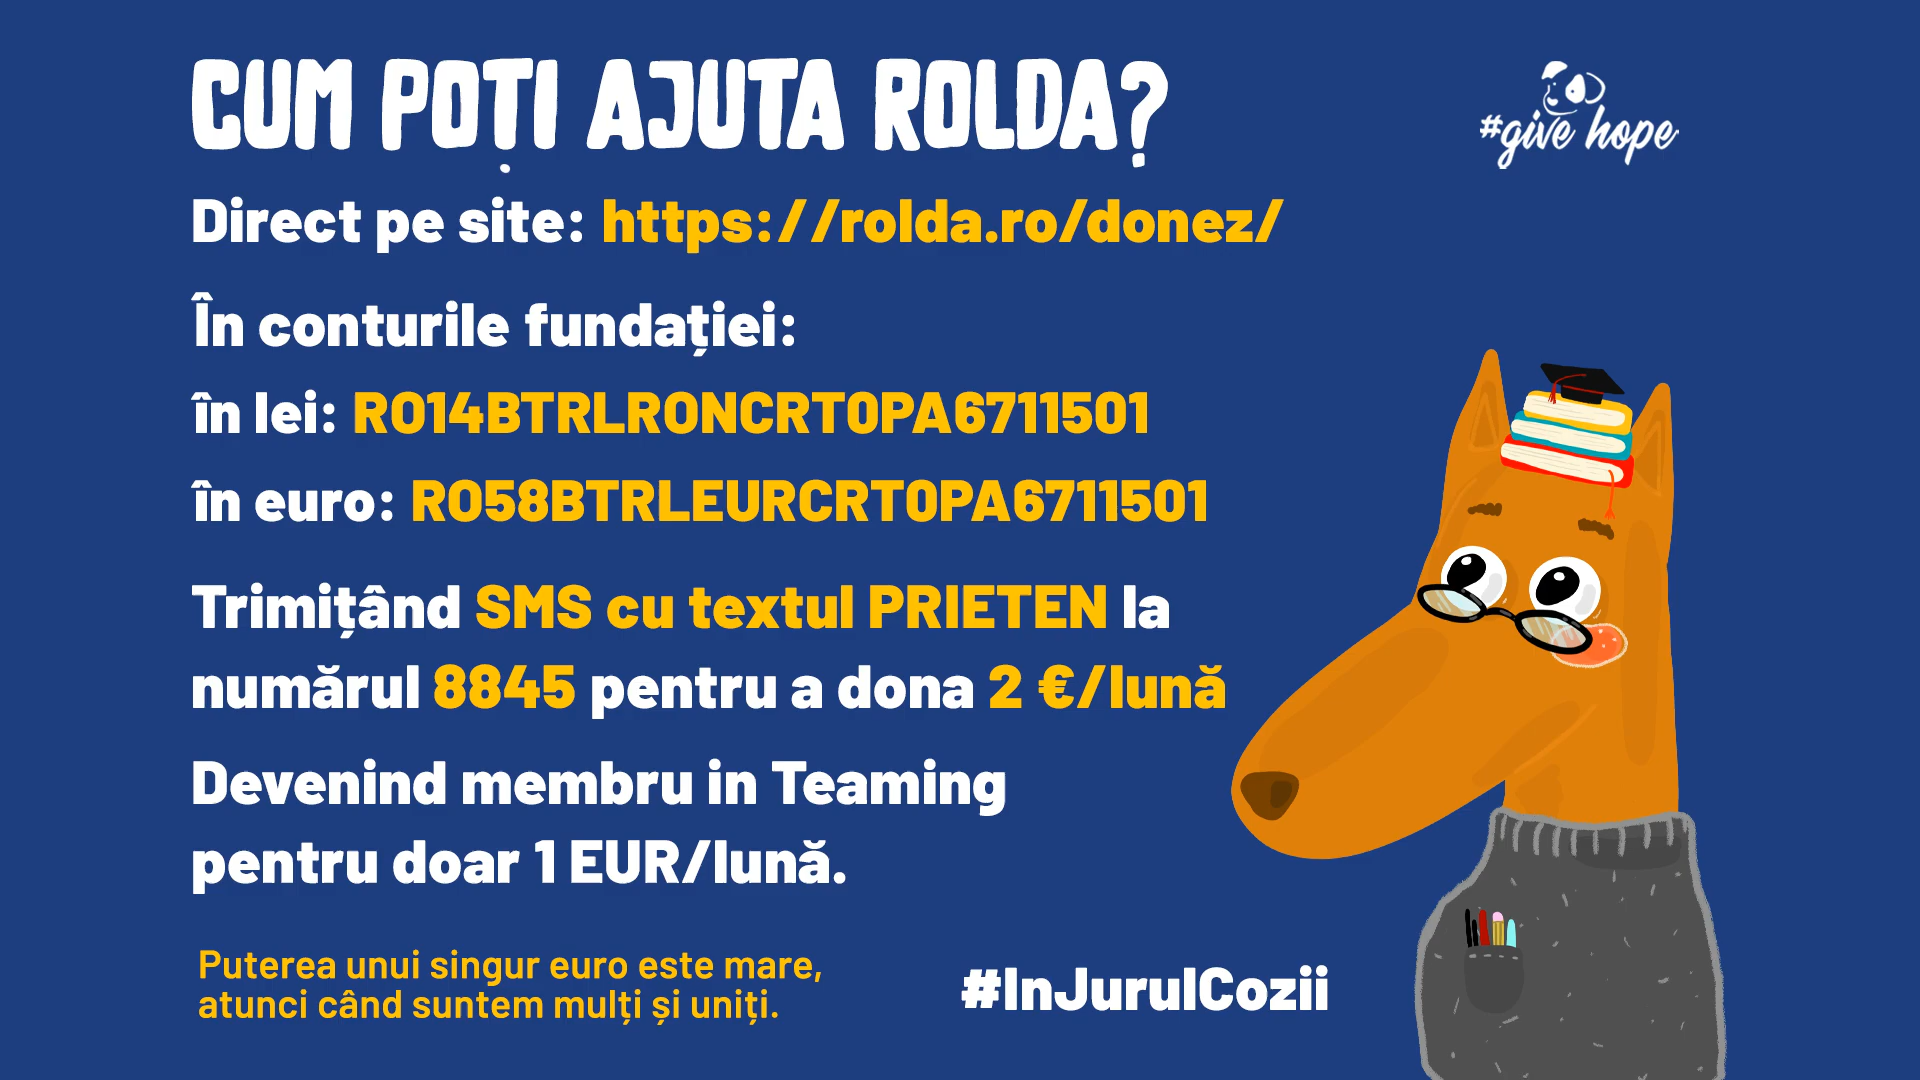 CUM POȚI AJUTA ROLDA?
#give hope
Direct pe site: https://rolda.ro/donez/
În conturile fundației:
în lei: RO14BTRLRONCRT0PA6711501
în euro: RO58BTRLEURCRT0PA6711501
Trimițând SMS cu textul PRIETEN la
numărul 8845 pentru a dona 2 €/lună
Devenind membru in Teaming
pentru doar 1 EUR/lună.
Puterea unui singur euro este mare,
atunci când suntem mulți și uniți.
#InJurulCozii